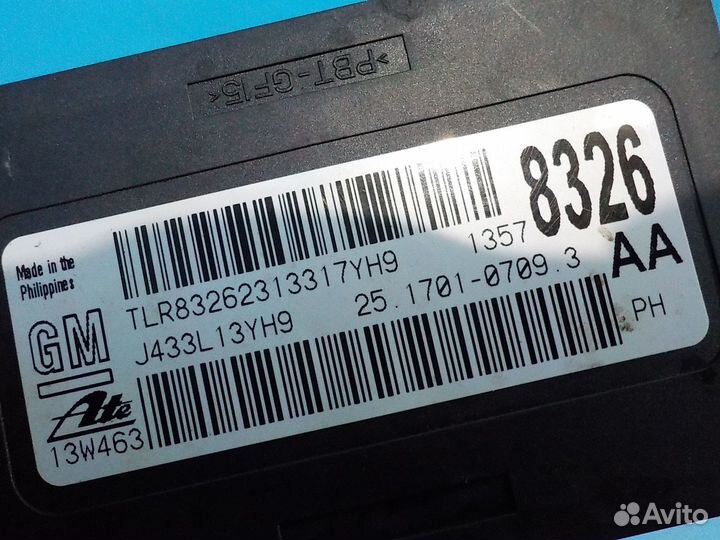 >PBT-GF15<
Made in the
Philippines
GM
Ate
13W463
TLR83262313317YH9
1357
8326
AA
J433L13YH9
25.1701-0709.3
PH
Avito